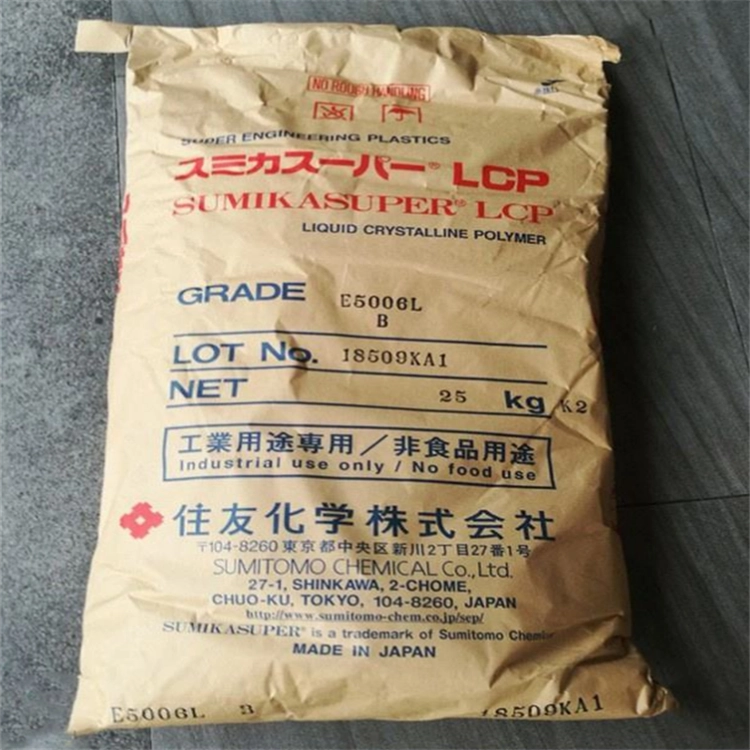 NO ROUGH HANDLING
SUPER ENGINEERING PLASTICS
スミカスーパー® LCP
SUMIKASUPER® LCP
LIQUID CRYSTALLINE POLYMER
GRADE E5006L
B
LOT No. 18509KA1
NET 25 kg K2
工業用途専用／非食品用途
Industrial use only / No food use
住友化学株式会社
〒104-8260 東京都中央区新川2丁目27番1号
SUMITOMO CHEMICAL Co., Ltd.
27-1, SHINKAWA, 2-CHOME,
CHUO-KU, TOKYO, 104-8260, JAPAN
http://www.sumitomo-chem.co.jp/sep/
SUMIKASUPER® is a trademark of Sumitomo Chemic
MADE IN JAPAN
E5006L B 18509KA1